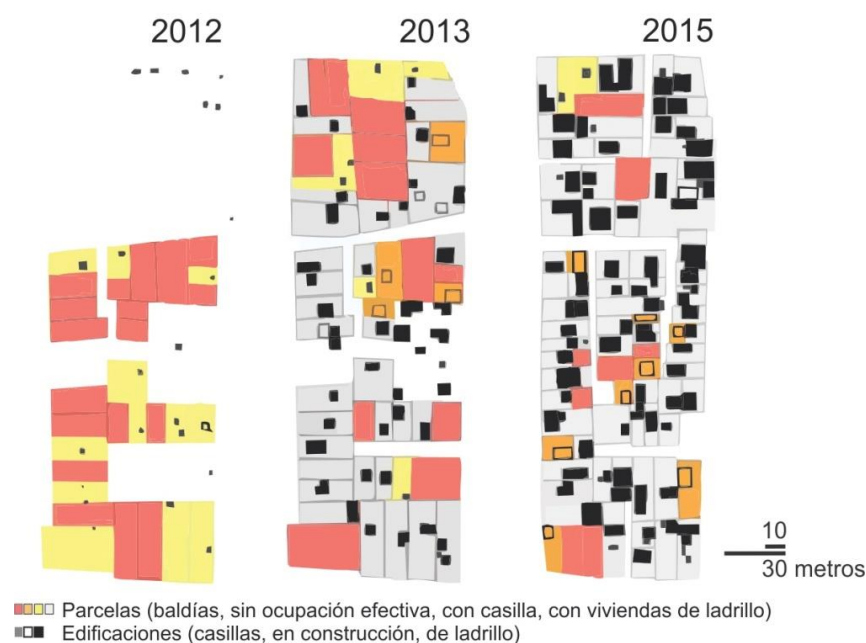 2012 2013 2015
10
30 metros
Parcelas (baldías, sin ocupación efectiva, con casilla, con viviendas de ladrillo)
Edificaciones (casillas, en construcción, de ladrillo)